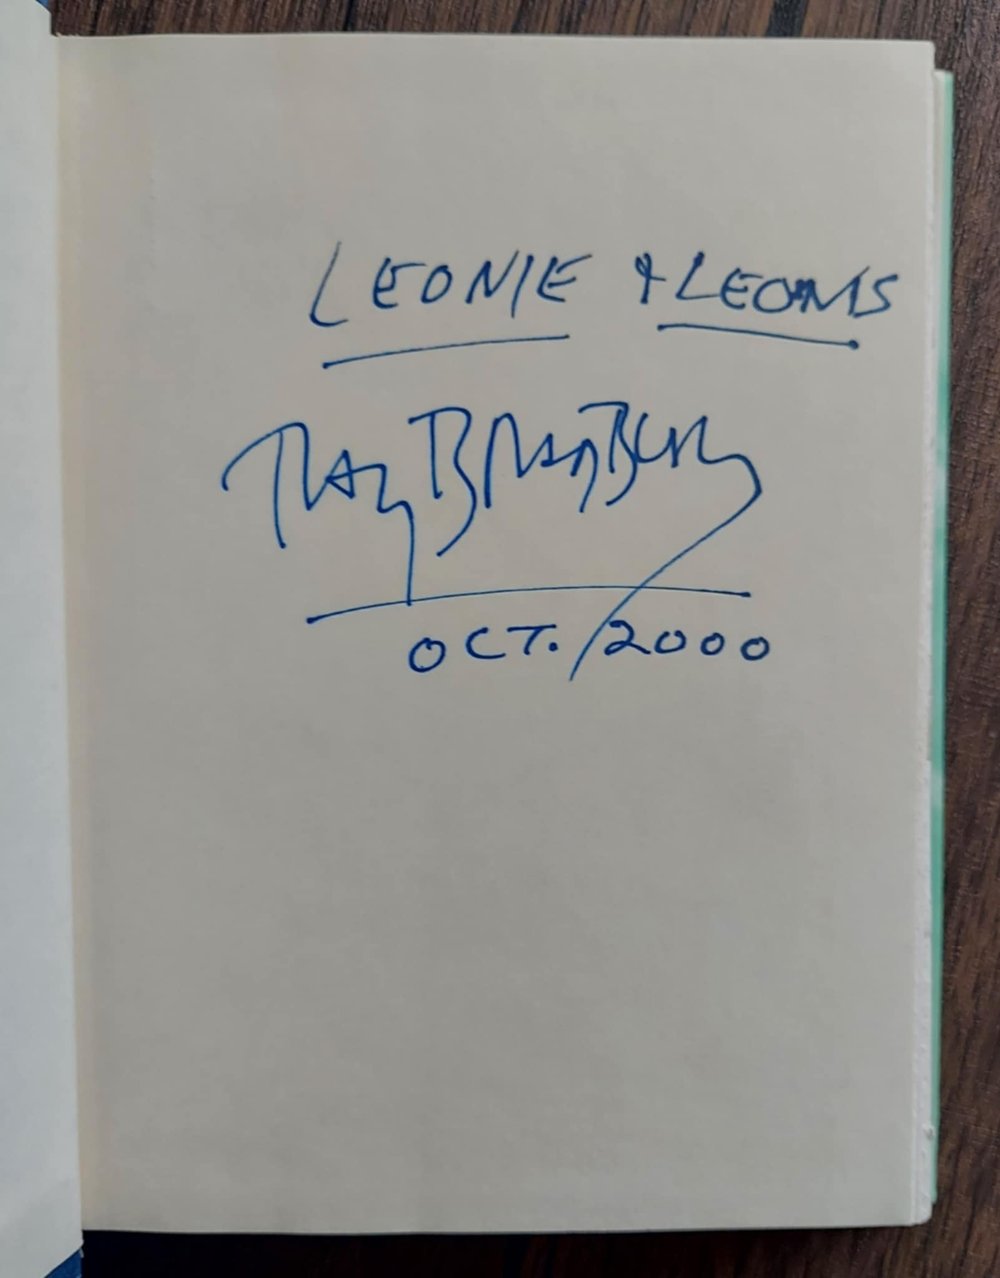 LEONIE +
Ray Bradbury
OCT./2000